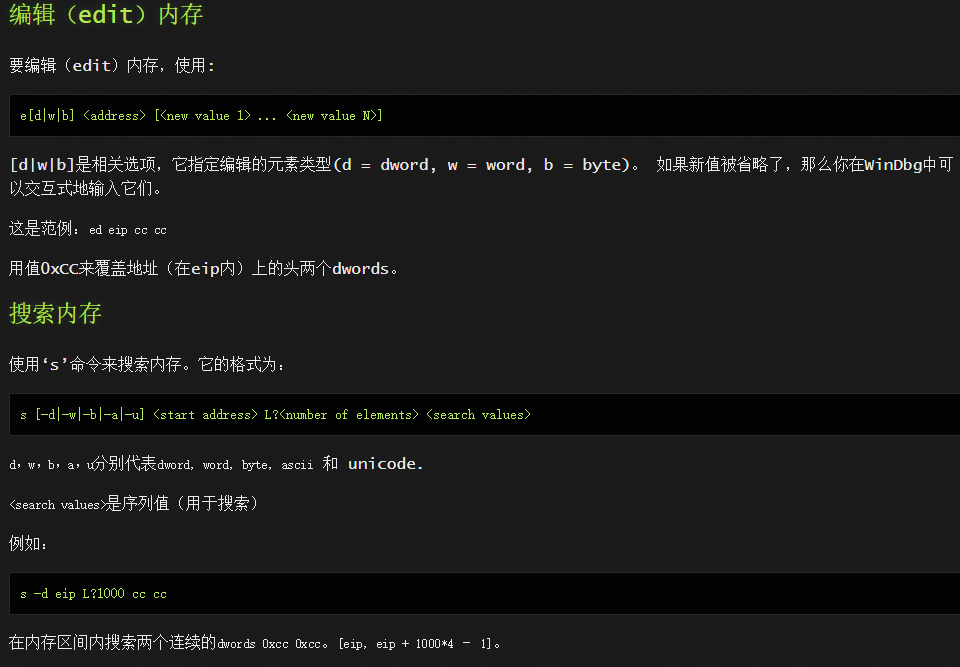 编辑（edit）内存
要编辑（edit）内存，使用:
e[d|w|b] <address> [<new value 1> ... <new value N>]
[d|w|b]是相关选项，它指定编辑的元素类型(d = dword, w = word, b = byte)。 如果新值被省略了，那么你在WinDbg中可
以交互式地输入它们。
这是范例：ed eip cc cc
用值0xCC来覆盖地址（在eip内）上的头两个dwords。
搜索内存
使用‘s’命令来搜索内存。它的格式为：
s [-d|-w|-b|-a|-u] <start address> L?<number of elements> <search values>
d，w，b，a，u分别代表dword, word, byte, ascii 和 unicode.
<search values>是序列值（用于搜索）
例如：
s -d eip L?1000 cc cc
在内存区间内搜索两个连续的dwords 0xcc 0xcc。[eip, eip + 1000*4 – 1]。